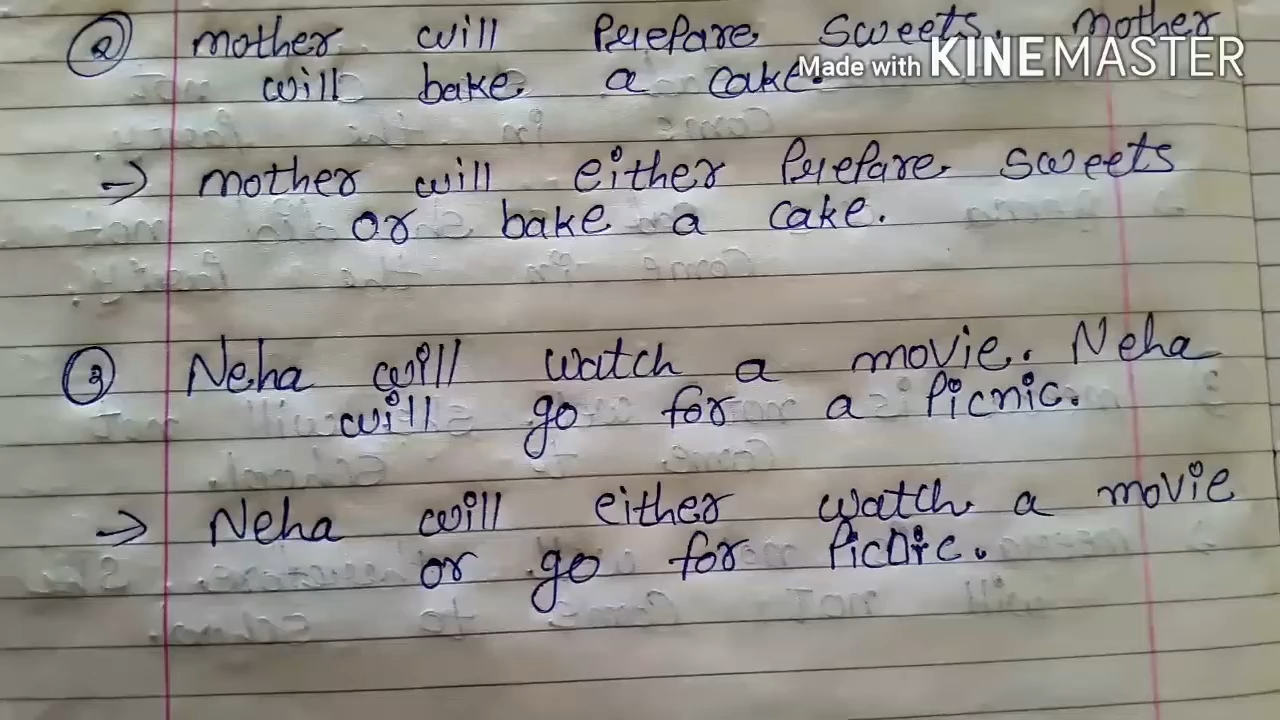 ② mother will Prepare sweets. mother
Made with KINEMASTER
will bake a cake.
→ mother will either Prepare sweets
or bake a cake.
③ Neha will watch a movie. Neha
will go for a Picnic.
→ Neha will either watch a movie
or go for Picnic.